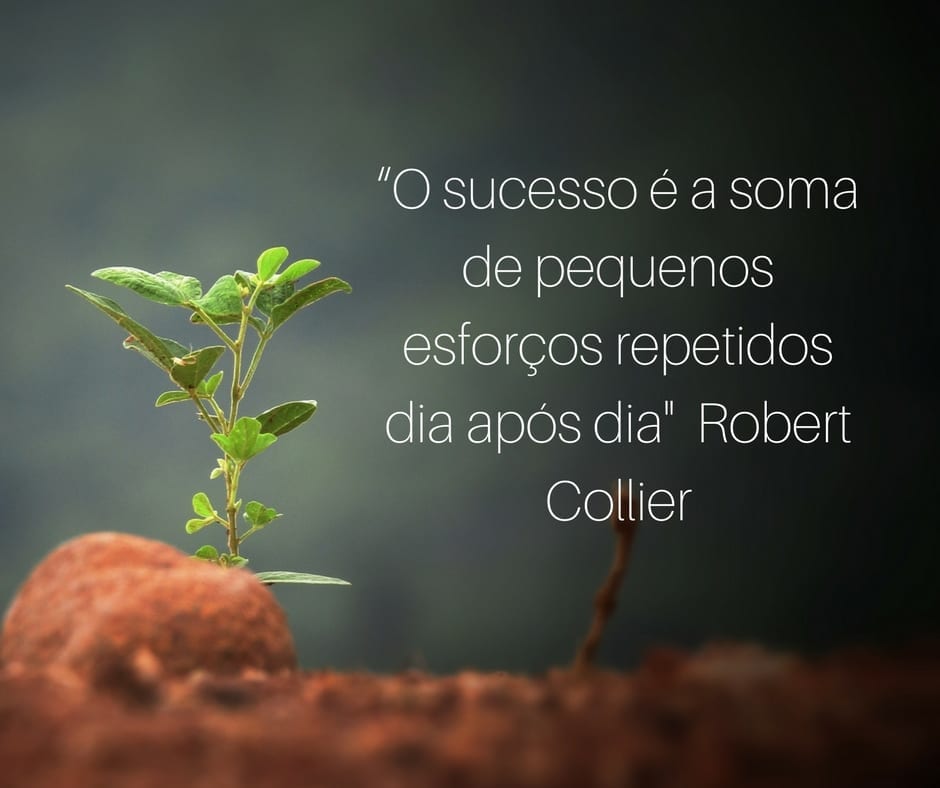 “O sucesso é a soma
de pequenos
esforços repetidos
dia após dia"  Robert
Collier